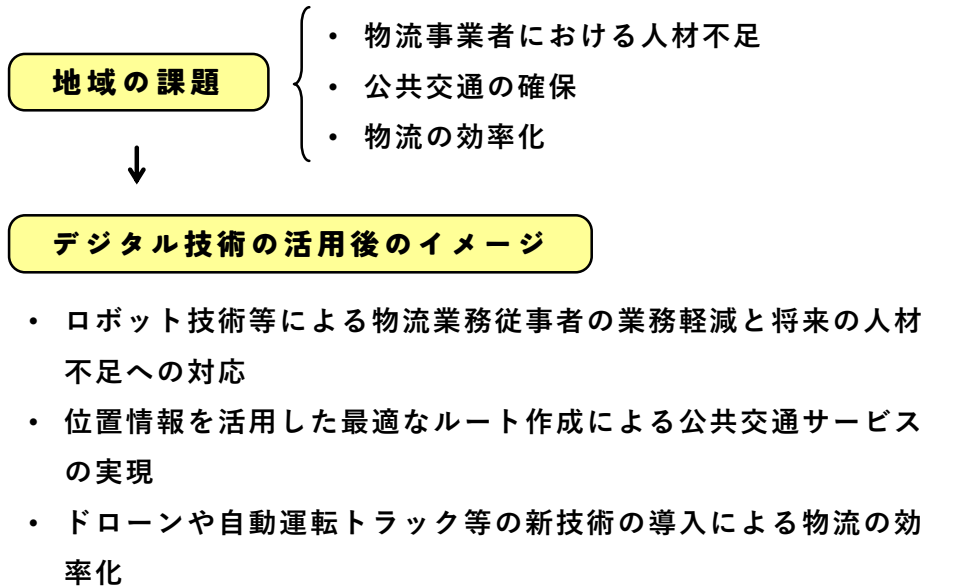 地域の課題
・ 物流事業者における人材不足
・ 公共交通の確保
・ 物流の効率化
↓
デジタル技術の活用後のイメージ
・ ロボット技術等による物流業務従事者の業務軽減と将来の人材
不足への対応
・ 位置情報を活用した最適なルート作成による公共交通サービス
の実現
・ ドローンや自動運転トラック等の新技術の導入による物流の効
率化